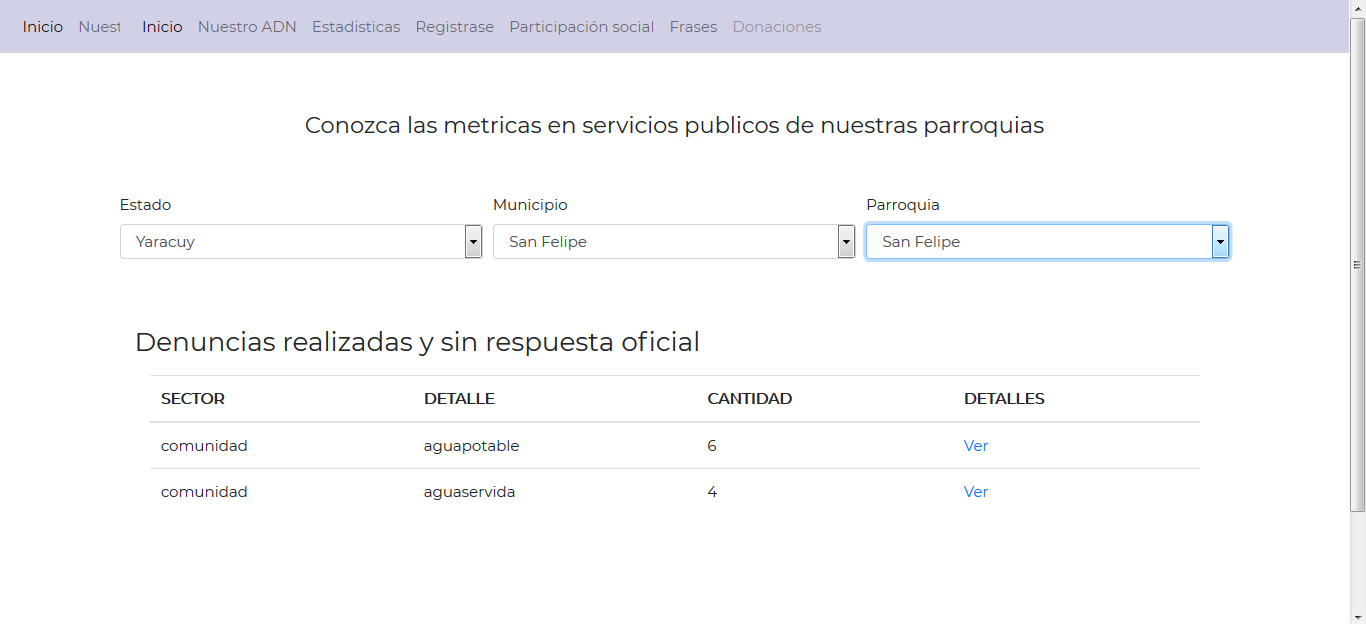 Inicio Nuest Inicio Nuestro ADN Estadisticas Registrase Participación social Frases Donaciones
Conozca las metricas en servicios publicos de nuestras parroquias
Estado Municipio Parroquia
Yaracuy San Felipe San Felipe
Denuncias realizadas y sin respuesta oficial
SECTOR DETALLE CANTIDAD DETALLES
comunidad aguapotable 6 Ver
comunidad aguaservida 4 Ver